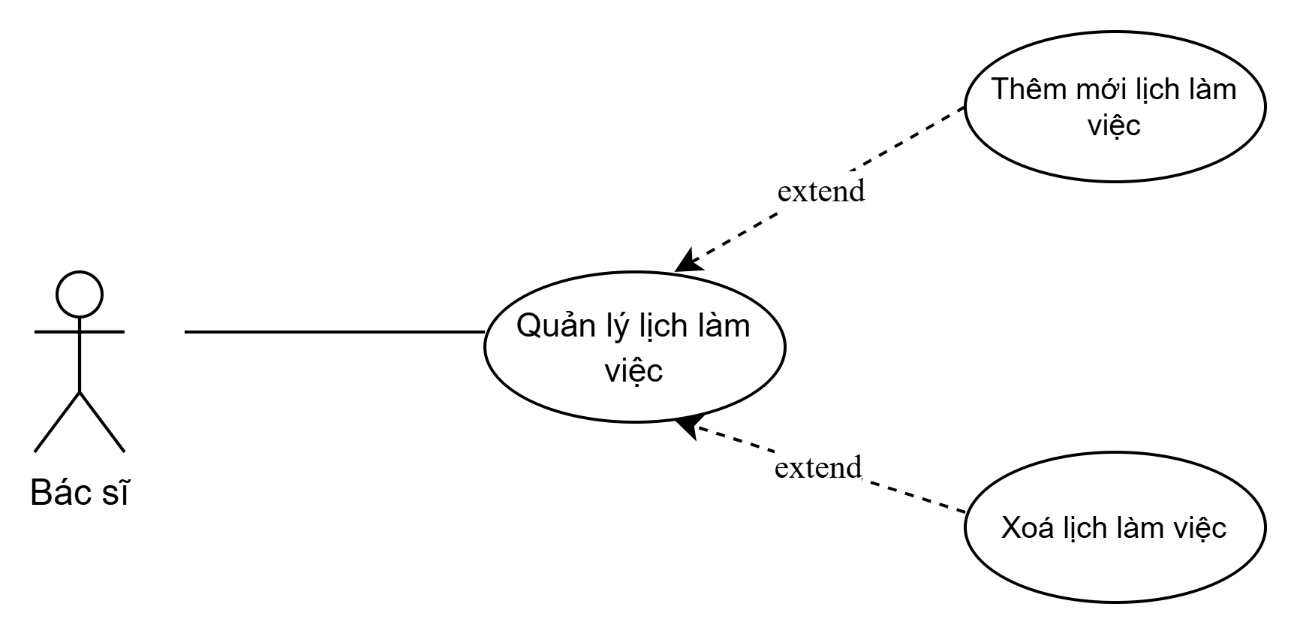 Thêm mới lịch làm
việc
extend
Quản lý lịch làm
việc
extend
Bác sĩ
Xoá lịch làm việc